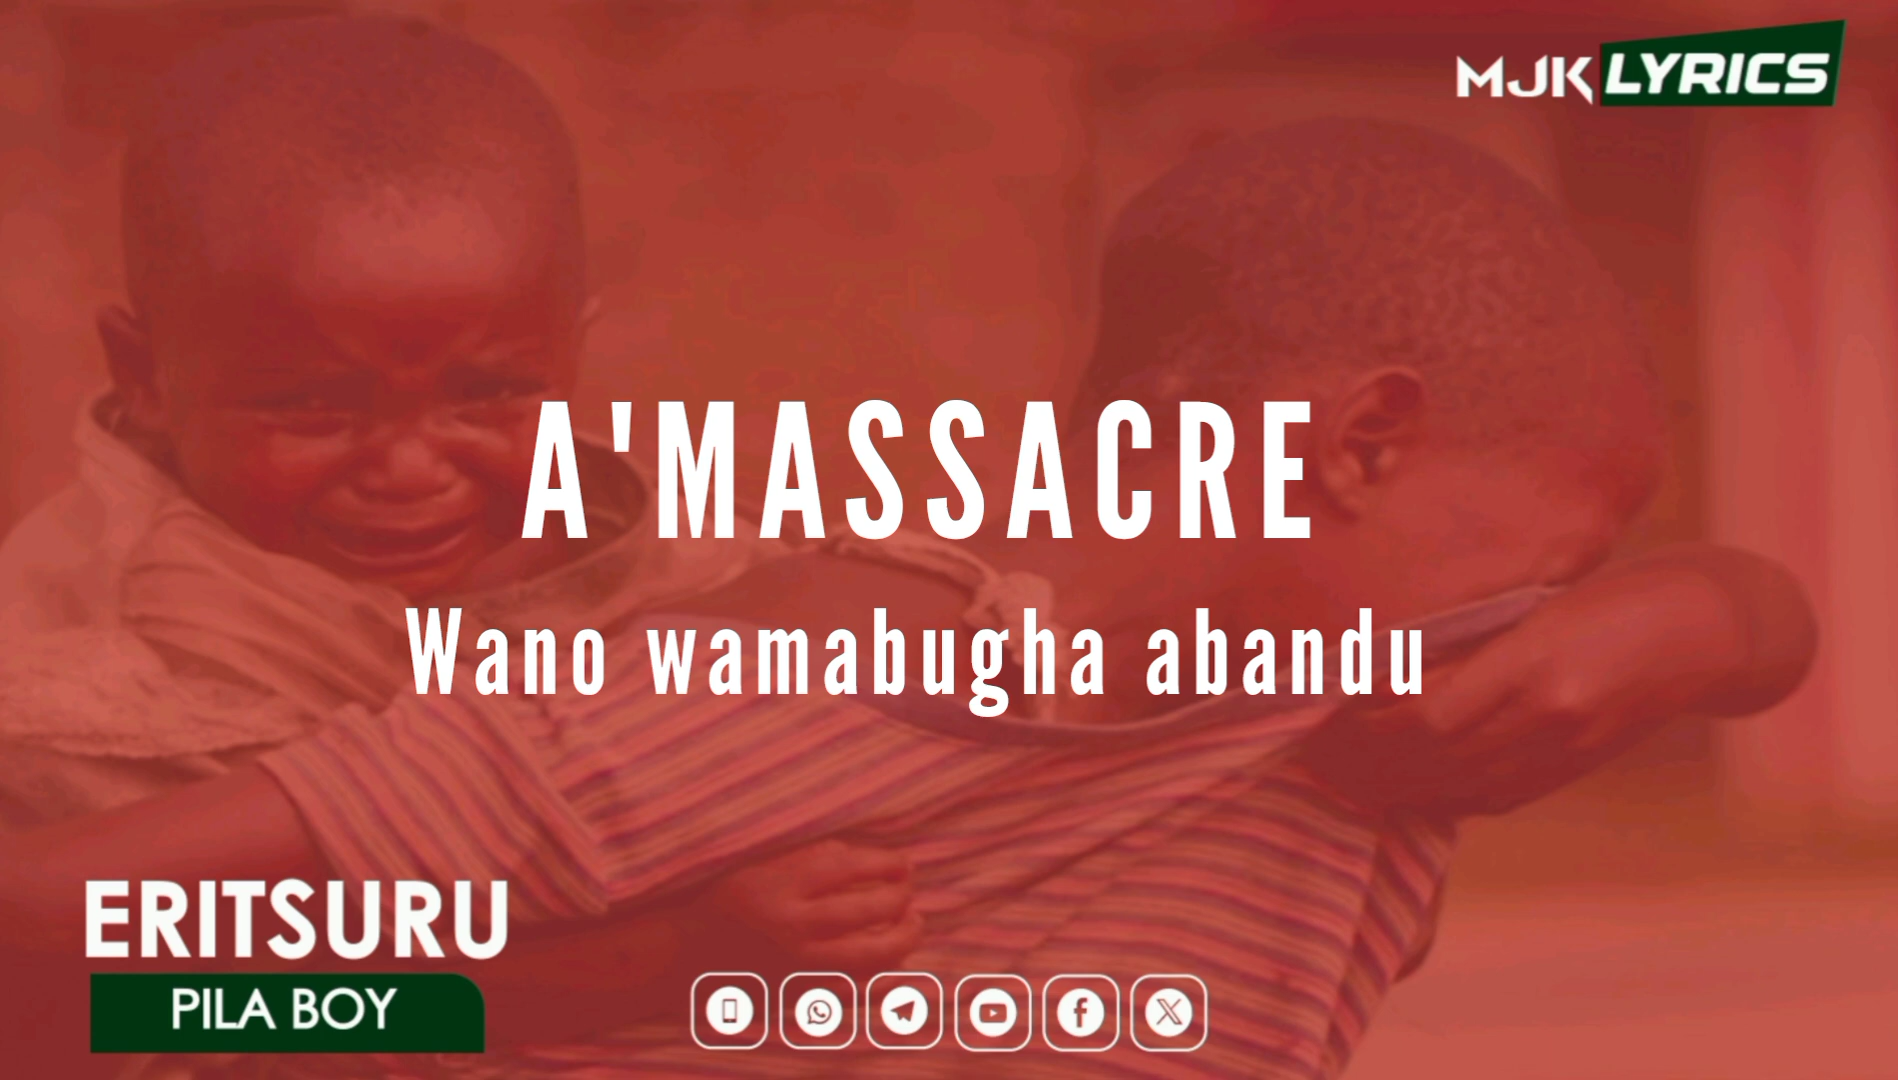 MJK LYRICS
A'MASSACRE
Wano wamabugha abandu
ERITSURU
PILA BOY